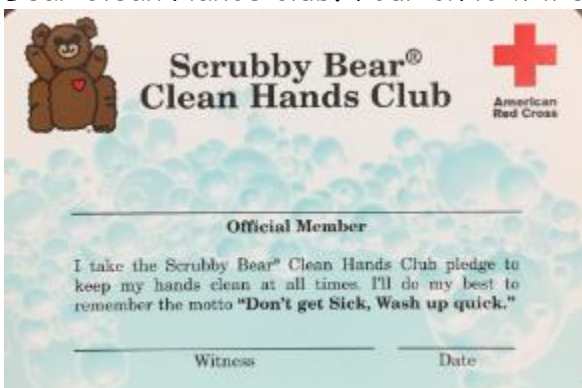 Scrubby Bear®
Clean Hands Club
American
Red Cross
Official Member
I take the Scrubby Bear® Clean Hands Club pledge to
keep my hands clean at all times. I'll do my best to
remember the motto "Don't get Sick, Wash up quick."
Witness Date